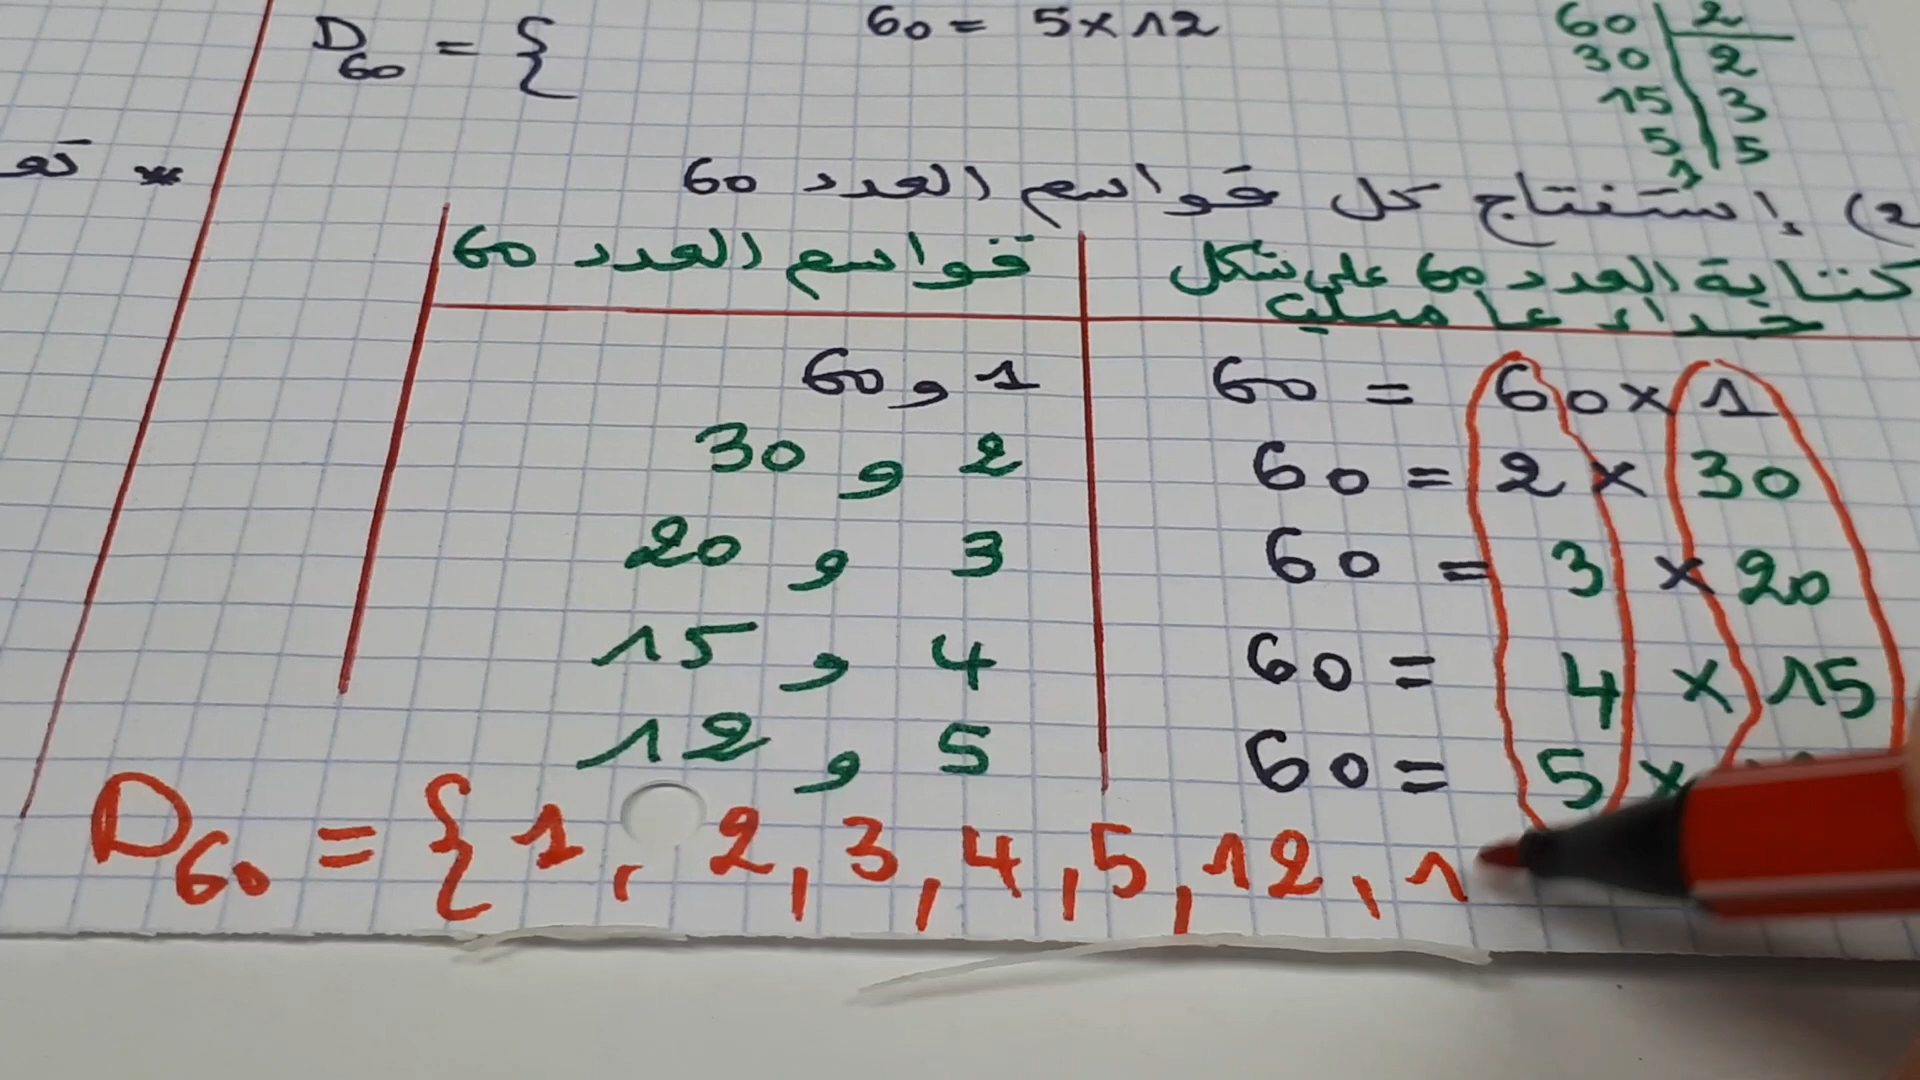 D60 = {
60 = 5×12
60 | 2
30 | 2
15 | 3
5 | 5
1
2) إستنتاج كل قواسم العدد 60
كتابة العدد 60 على شكل
جداء عاملين
قواسم العدد 60
60 = 60×1
1 و 60
60 = 2×30
2 و 30
60 = 3×20
3 و 20
60 = 4×15
4 و 15
60 = 5×
5 و 12
D60 = {1, 2, 3, 4, 5, 12, 1